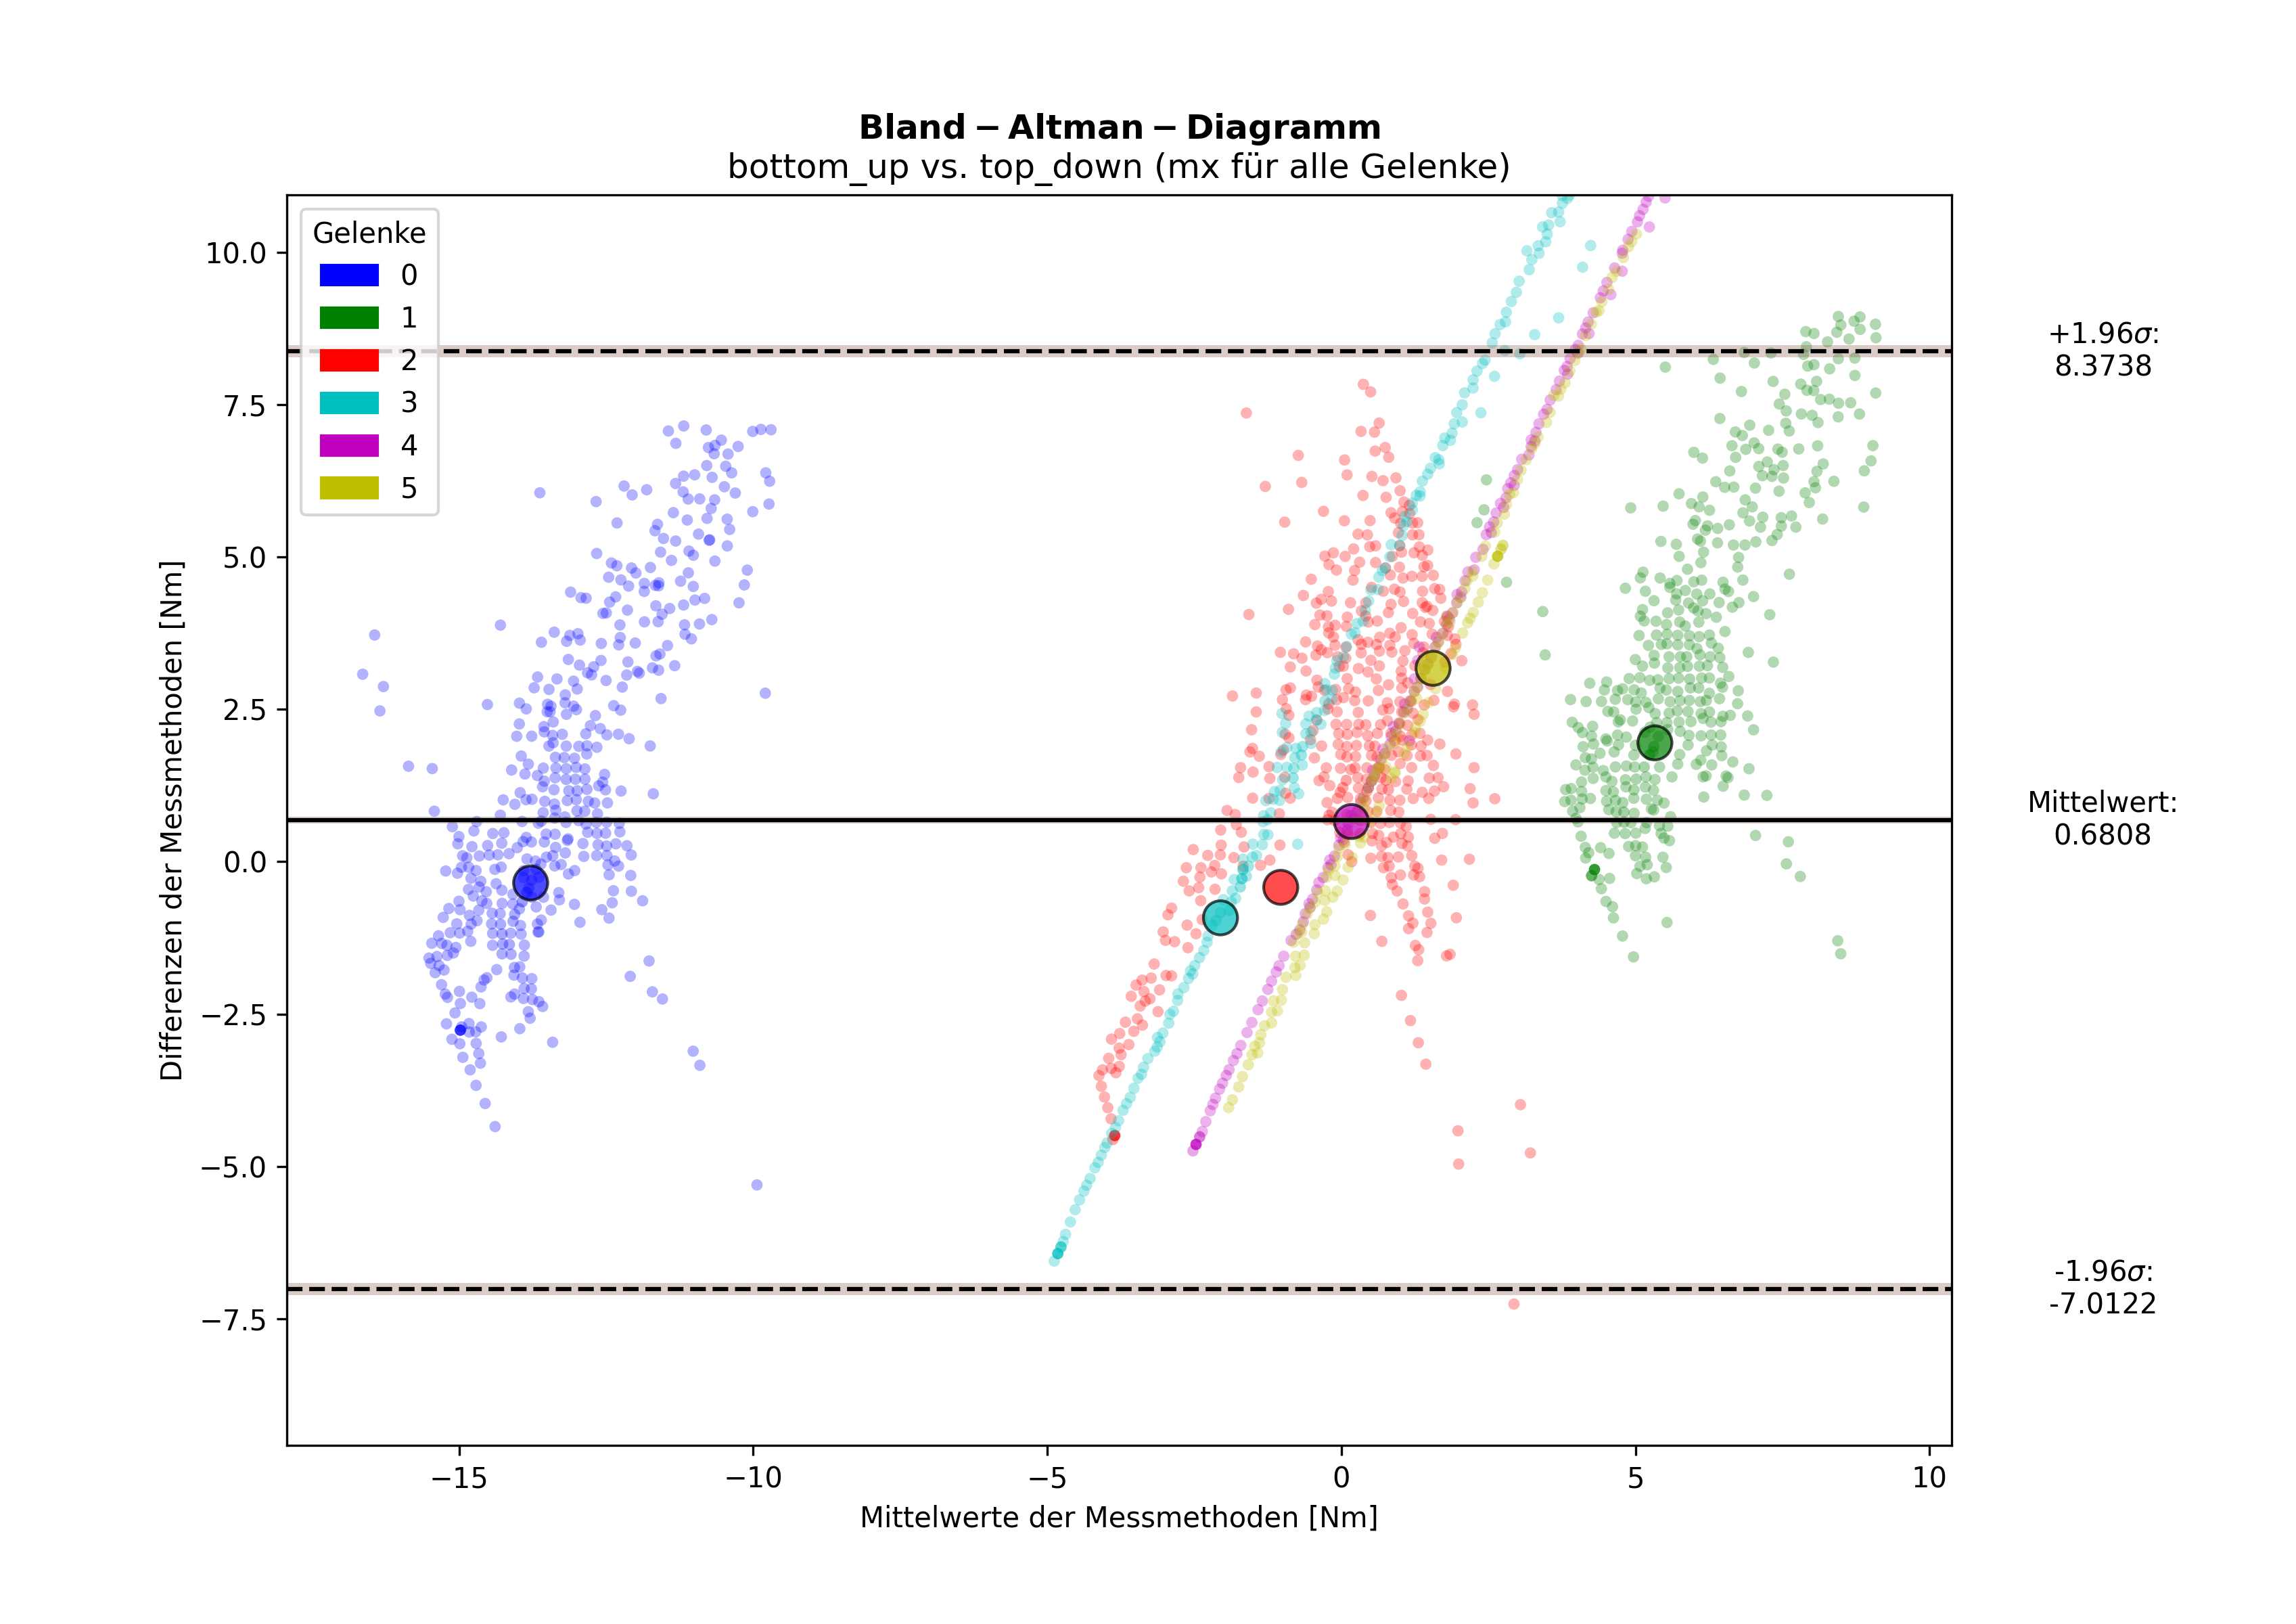 Bland – Altman – Diagramm
bottom_up vs. top_down (mx für alle Gelenke)
Gelenke
0
1
2
3
4
5
10.0
7.5
5.0
2.5
0.0
−2.5
−5.0
−7.5
Differenzen der Messmethoden [Nm]
+1.96σ:
8.3738
Mittelwert:
0.6808
-1.96σ:
-7.0122
−15
−10
−5
0
5
10
Mittelwerte der Messmethoden [Nm]